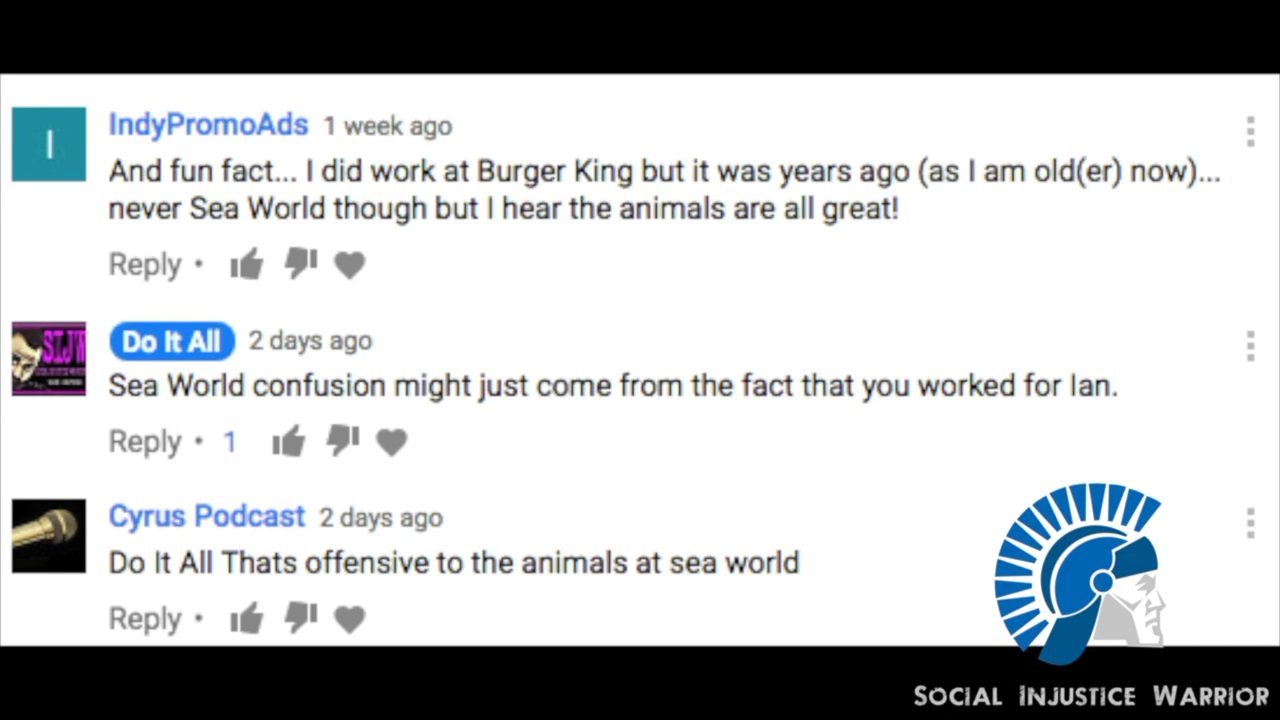 I
IndyPromoAds 1 week ago
And fun fact... I did work at Burger King but it was years ago (as I am old(er) now)...
never Sea World though but I hear the animals are all great!
Reply •
STJW
Do It All 2 days ago
Sea World confusion might just come from the fact that you worked for Ian.
Reply • 1
Cyrus Podcast 2 days ago
Do It All Thats offensive to the animals at sea world
Reply •
Social Injustice Warrior